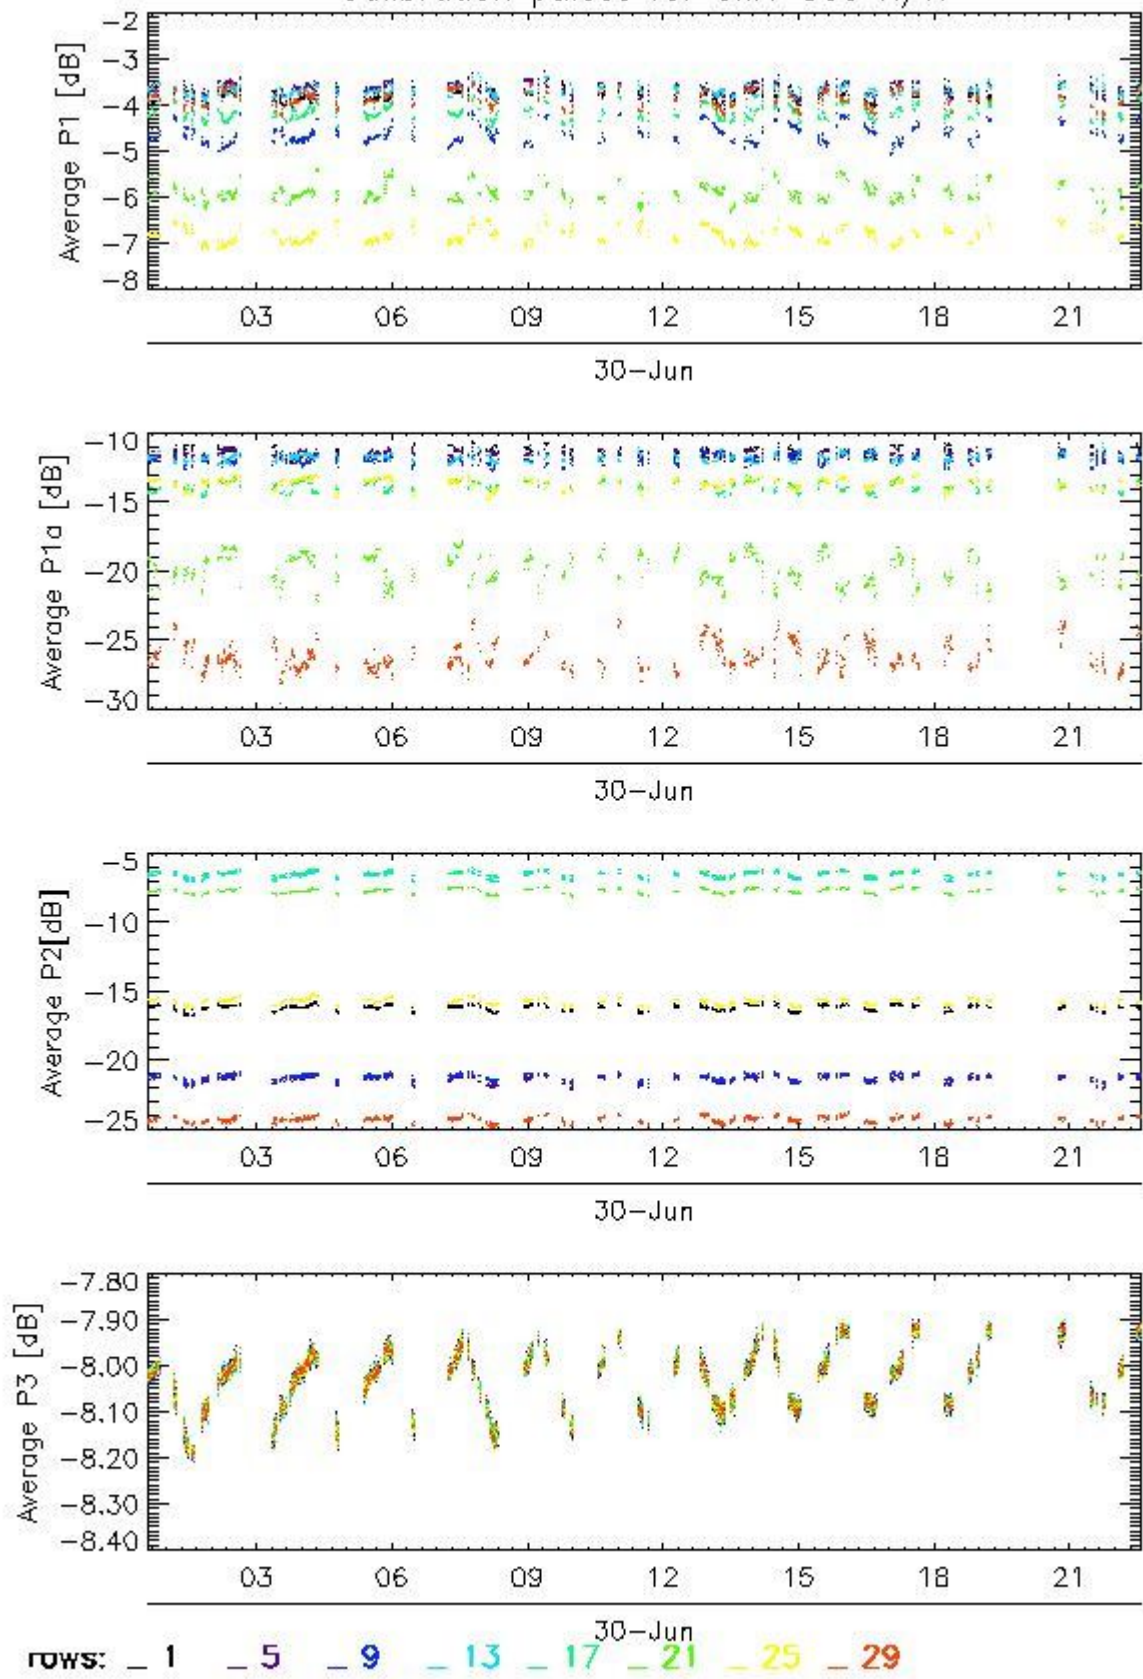 −2
−3
−4
−5
−6
−7
−8
Average P1 [dB]
03 06 09 12 15 18 21
30−Jun
−10
−15
−20
−25
−30
Average P1a [dB]
03 06 09 12 15 18 21
30−Jun
−5
−10
−15
−20
−25
Average P2[dB]
03 06 09 12 15 18 21
30−Jun
−7.80
−7.90
−8.00
−8.10
−8.20
−8.30
−8.40
Average P3 [dB]
03 06 09 12 15 18 21
30−Jun
rows: _ 1 _ 5 _ 9 _ 13 _ 17 _ 21 _ 25 _ 29